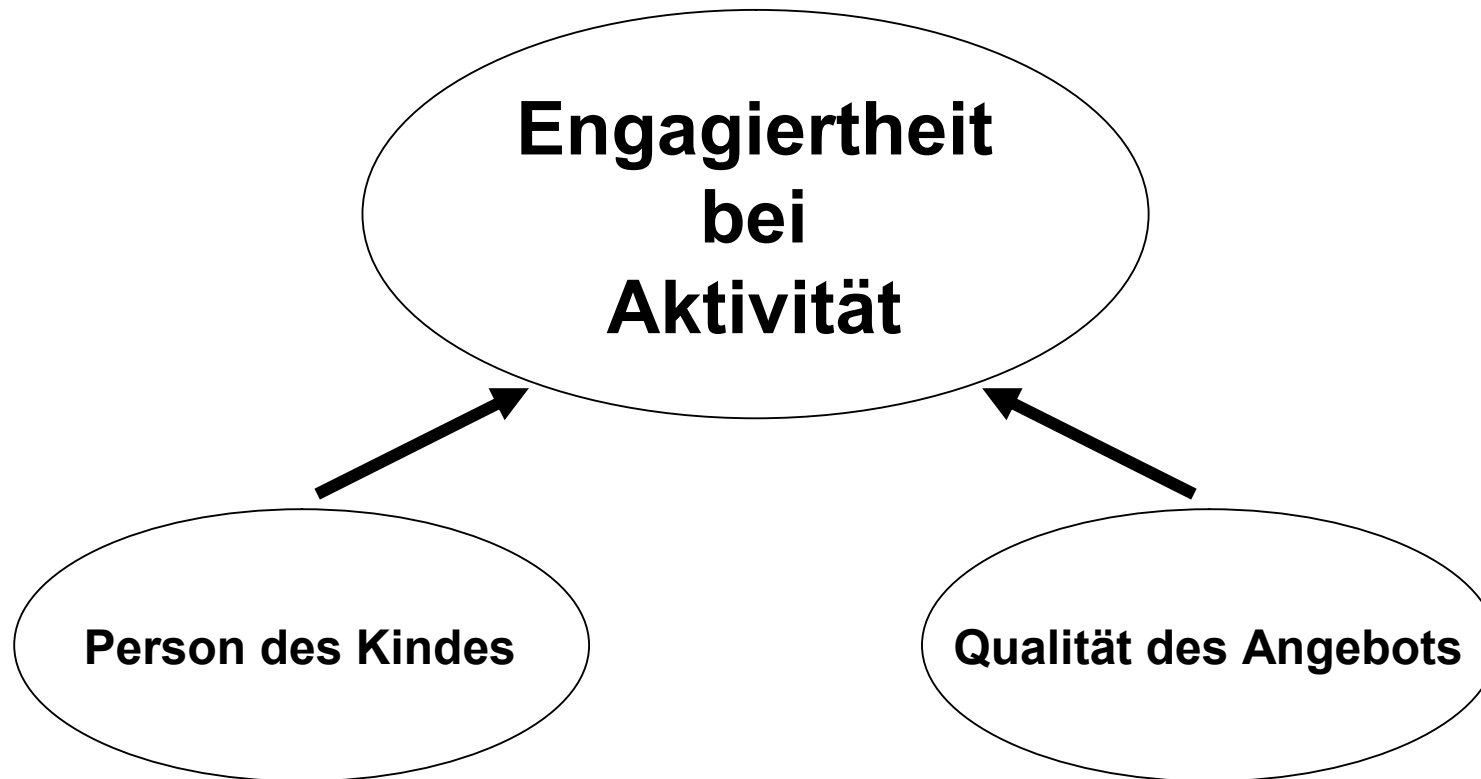 Engagiertheit
bei
Aktivität
Person des Kindes
Qualität des Angebots